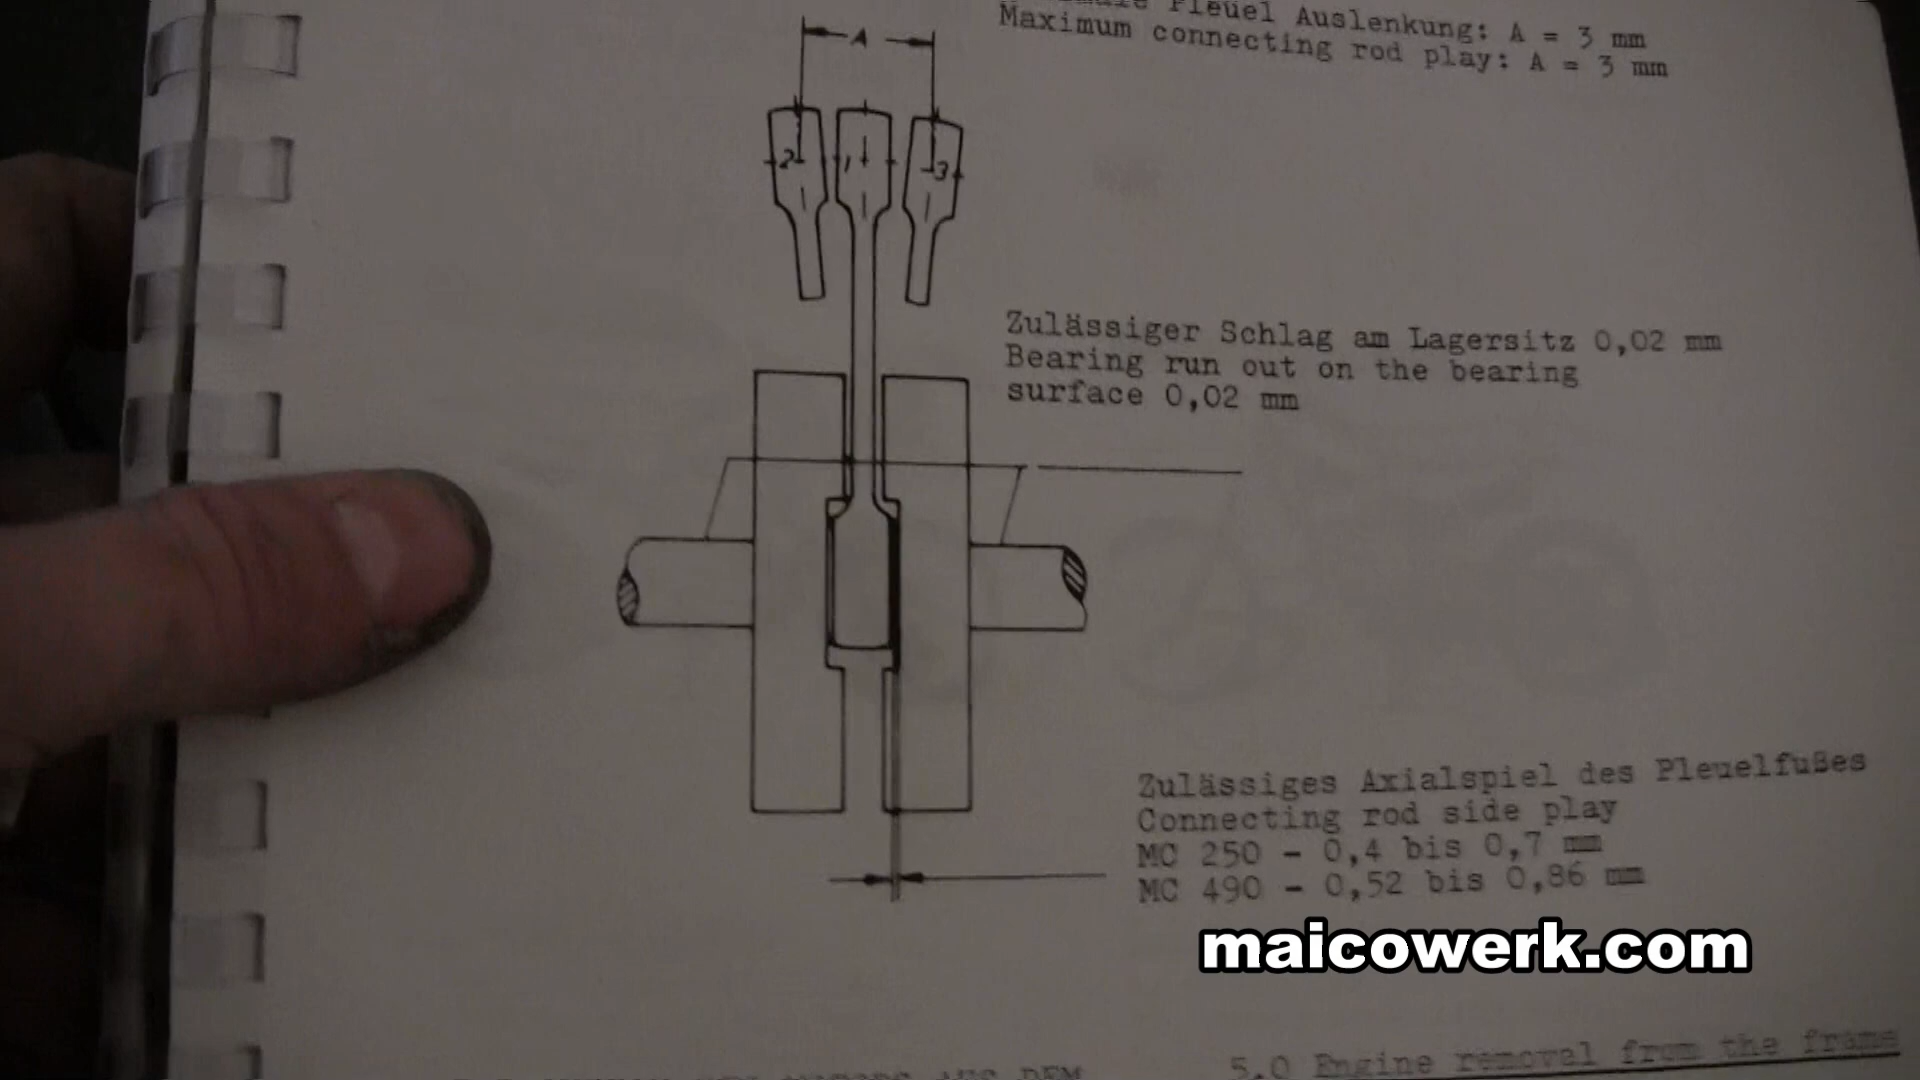 Pleuel Auslenkung: A = 3 mm
Maximum connecting rod play: A = 3 mm
A
2 1 3
Zulässiger Schlag am Lagersitz 0,02 mm
Bearing run out on the bearing
surface 0,02 mm
Zulässiges Axialspiel des Pleuelfußes
Connecting rod side play
MC 250 - 0,4 bis 0,7 mm
MC 490 - 0,52 bis 0,86 mm
maicowerk.com
5.0 Engine removal from the frame